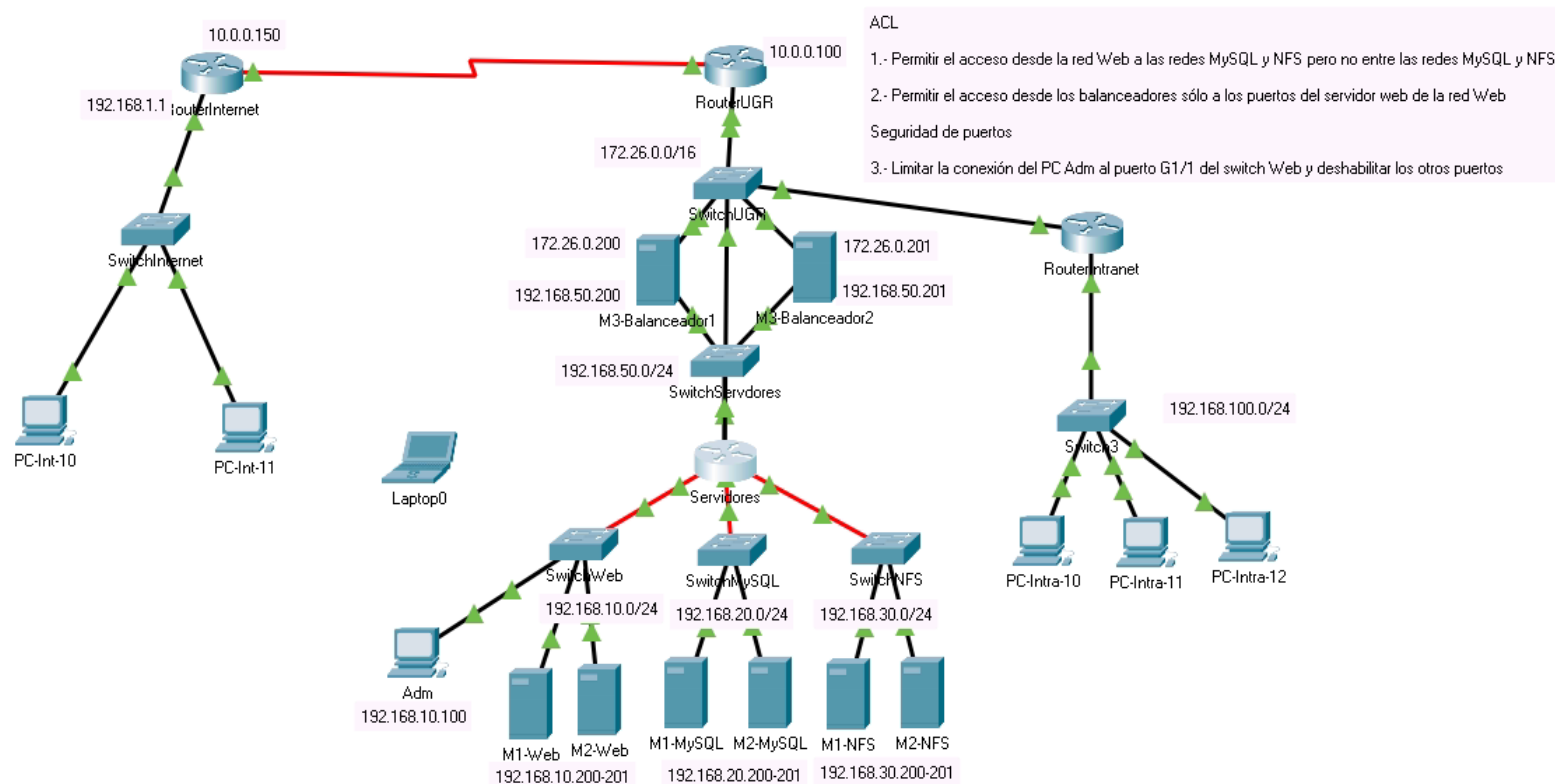 10.0.0.150
192.168.1.1
RouterInternet
10.0.0.100
RouterUGR
ACL
1.- Permitir el acceso desde la red Web a las redes MySQL y NFS pero no entre las redes MySQL y NFS
2.- Permitir el acceso desde los balanceadores sólo a los puertos del servidor web de la red Web
Seguridad de puertos
3.- Limitar la conexión del PC Adm al puerto G1/1 del switch Web y deshabilitar los otros puertos
172.26.0.0/16
SwitchUGR
SwitchInternet
172.26.0.200
172.26.0.201
RouterIntranet
192.168.50.200
192.168.50.201
M3-Balanceador1
M3-Balanceador2
192.168.50.0/24
SwitchServdores
PC-Int-10
PC-Int-11
192.168.100.0/24
Switch3
Laptop0
Servidores
SwitchWeb
SwitchMySQL
SwitchNFS
PC-Intra-10
PC-Intra-11
PC-Intra-12
192.168.10.0/24
192.168.20.0/24
192.168.30.0/24
Adm
192.168.10.100
M1-Web
M2-Web
M1-MySQL
M2-MySQL
M1-NFS
M2-NFS
192.168.10.200-201
192.168.20.200-201
192.168.30.200-201